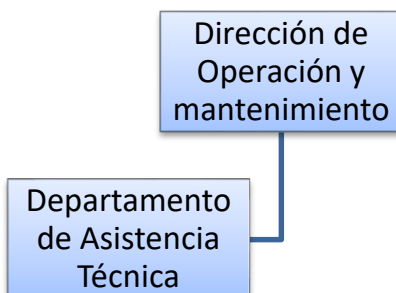 Dirección de
Operación y
mantenimiento
Departamento
de Asistencia
Técnica